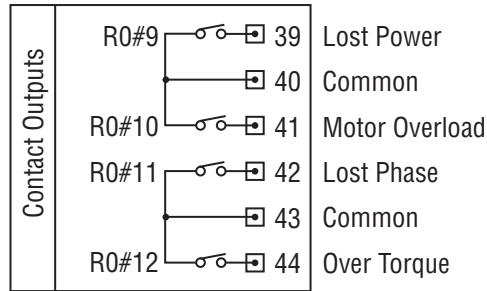 Contact Outputs
R0#9 39 Lost Power
40 Common
R0#10 41 Motor Overload
R0#11 42 Lost Phase
43 Common
R0#12 44 Over Torque